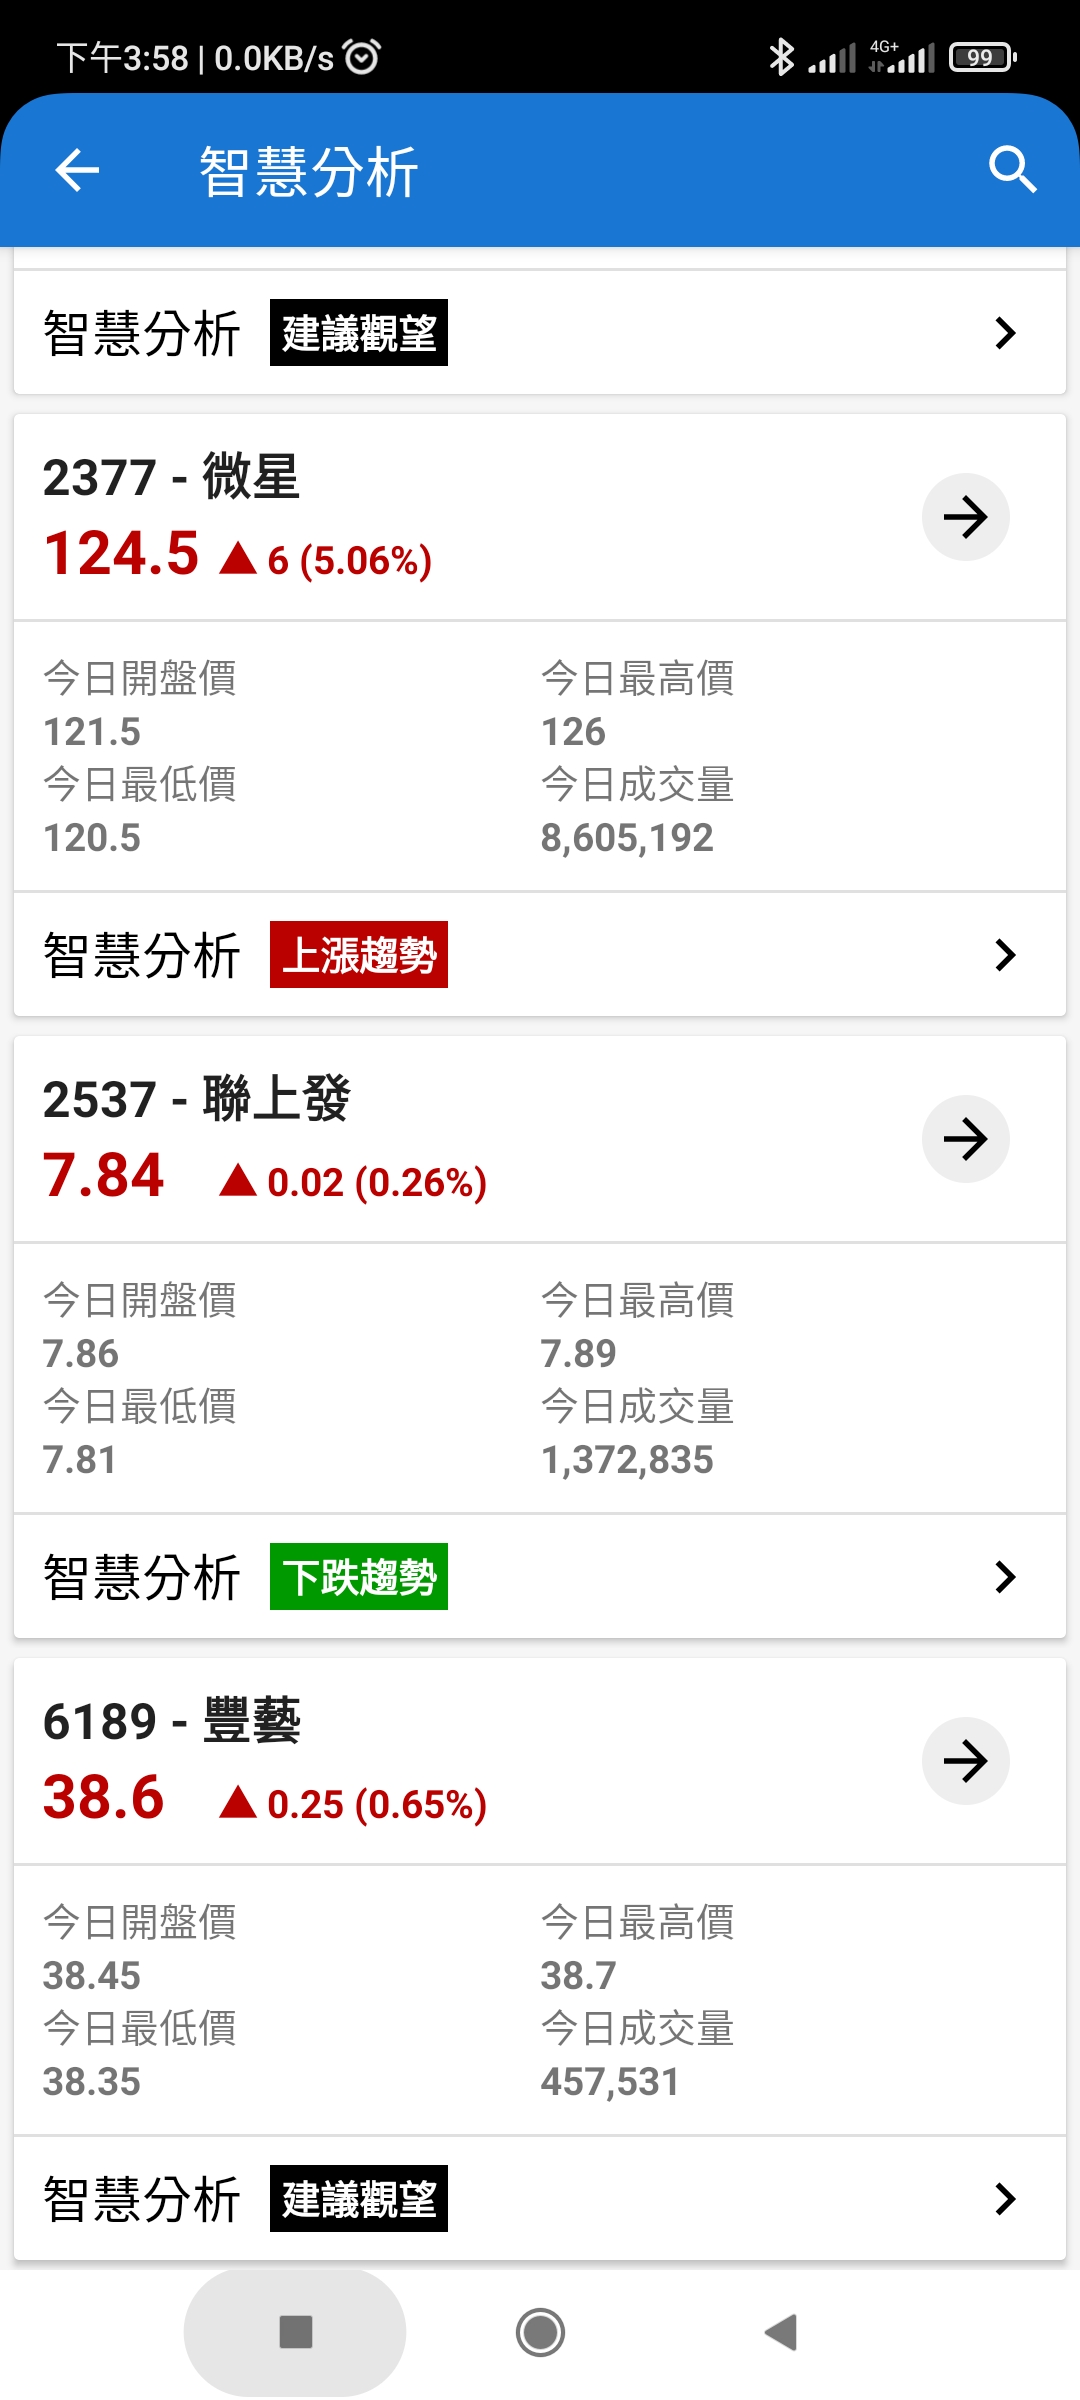 下午3:58 | 0.0KB/s
4G+
99
智慧分析
智慧分析 建議觀望
2377 - 微星
124.5 ▲ 6 (5.06%)
今日開盤價 今日最高價
121.5 126
今日最低價 今日成交量
120.5 8,605,192
智慧分析 上漲趨勢
2537 - 聯上發
7.84 ▲ 0.02 (0.26%)
今日開盤價 今日最高價
7.86 7.89
今日最低價 今日成交量
7.81 1,372,835
智慧分析 下跌趨勢
6189 - 豐藝
38.6 ▲ 0.25 (0.65%)
今日開盤價 今日最高價
38.45 38.7
今日最低價 今日成交量
38.35 457,531
智慧分析 建議觀望